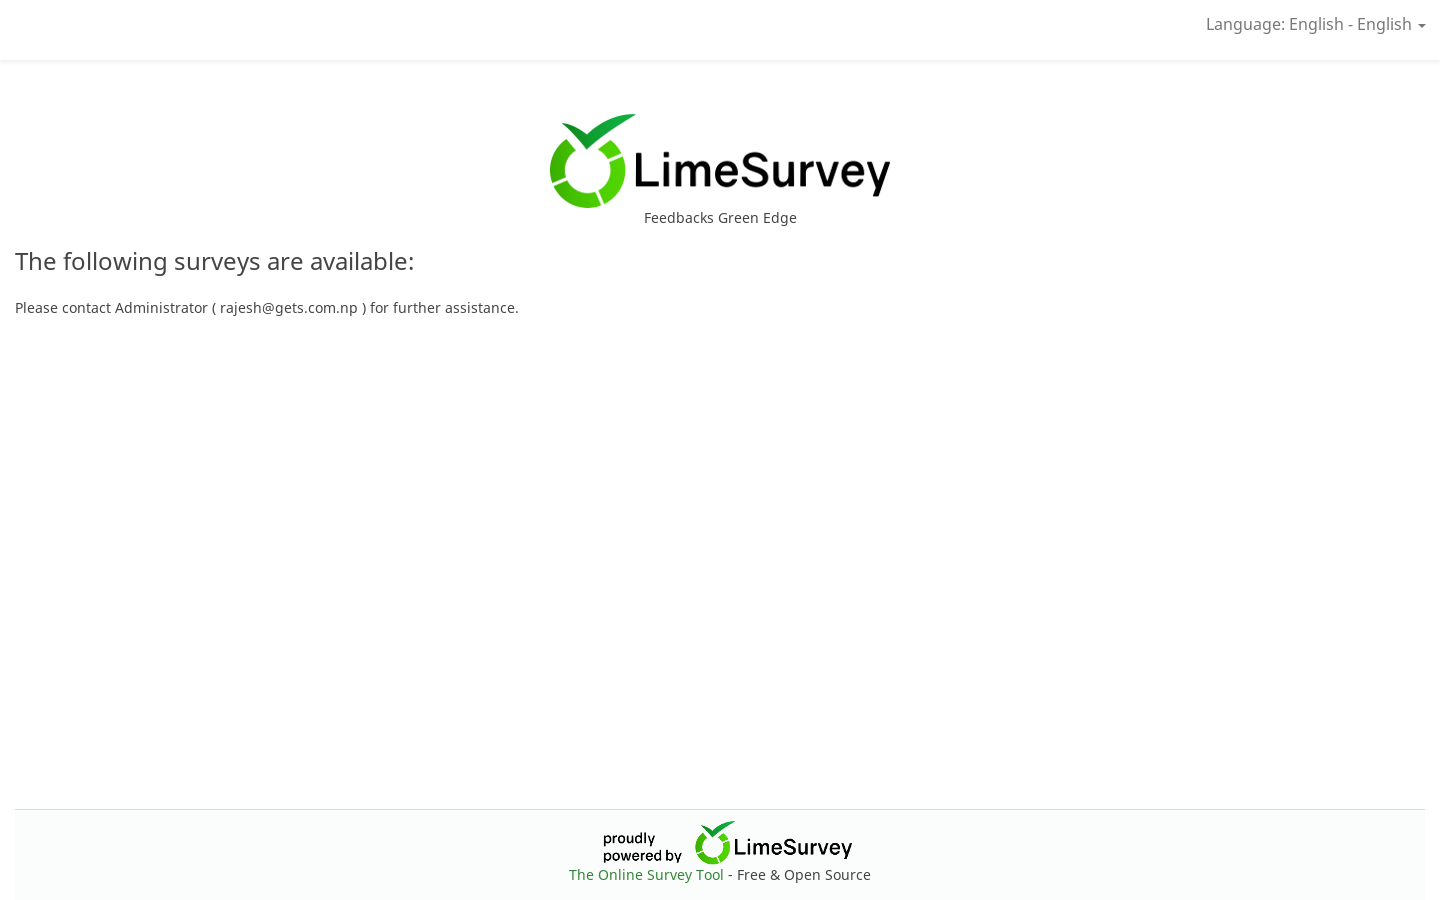 Language: English - English
LimeSurvey
Feedbacks Green Edge
The following surveys are available:
Please contact Administrator ( rajesh@gets.com.np ) for further assistance.
proudly
powered by LimeSurvey
The Online Survey Tool - Free & Open Source